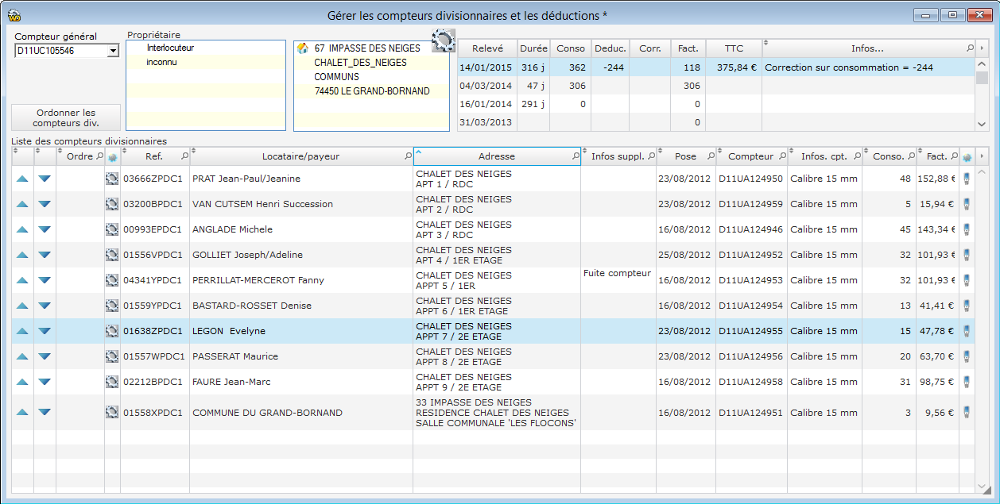 Gérer les compteurs divisionnaires et les déductions *
Compteur général
D11UC105546
Ordonner les
compteurs div.
Propriétaire
Interlocuteur
inconnu
67 IMPASSE DES NEIGES
CHALET_DES_NEIGES
COMMUNS
74450 LE GRAND-BORNAND
Relevé Durée Conso Deduc. Corr. Fact. TTC Infos...
14/01/2015 316 j 362 -244 118 375,84 € Correction sur consommation = -244
04/03/2014 47 j 306 306
16/01/2014 291 j 0 0
31/03/2013 0
Liste des compteurs divisionnaires
Ordre Ref. Locataire/payeur Adresse Infos suppl. Pose Compteur Infos. cpt. Conso. Fact.
03666ZPDC1 PRAT Jean-Paul/Jeanine CHALET DES NEIGES 23/08/2012 D11UA124950 Calibre 15 mm 48 152,88 €
APT 1 / RDC
03200BPDC1 VAN CUTSEM Henri Succession CHALET DES NEIGES 23/08/2012 D11UA124959 Calibre 15 mm 5 15,94 €
APT 2 / RDC
00993EPDC1 ANGLADE Michele CHALET DES NEIGES 16/08/2012 D11UA124946 Calibre 15 mm 45 143,34 €
APT 3 / RDC
01556VPDC1 GOLLIET Joseph/Adeline CHALET DES NEIGES 25/08/2012 D11UA124952 Calibre 15 mm 32 101,93 €
APT 4 / 1ER ETAGE
04341YPDC1 PERRILLAT-MERCEROT Fanny CHALET DES NEIGES Fuite compteur 16/08/2012 D11UA124953 Calibre 15 mm 32 101,93 €
APPT 5 / 1ER
01559YPDC1 BASTARD-ROSSET Denise CHALET DES NEIGES 16/08/2012 D11UA124954 Calibre 15 mm 13 41,41 €
APPT 6 / 1ER ETAGE
01638ZPDC1 LEGON Evelyne CHALET DES NEIGES 23/08/2012 D11UA124955 Calibre 15 mm 15 47,78 €
APPT 7 / 2E ETAGE
01557WPDC1 PASSERAT Maurice CHALET DES NEIGES 23/08/2012 D11UA124956 Calibre 15 mm 20 63,70 €
APPT 8 / 2E ETAGE
02212BPDC1 FAURE Jean-Marc CHALET DES NEIGES 16/08/2012 D11UA124958 Calibre 15 mm 31 98,75 €
APPT 9 / 2E ETAGE
01558XPDC1 COMMUNE DU GRAND-BORNAND 33 IMPASSE DES NEIGES 16/08/2012 D11UA124951 Calibre 15 mm 3 9,56 €
RESIDENCE CHALET DES NEIGES
SALLE COMMUNALE 'LES FLOCONS'